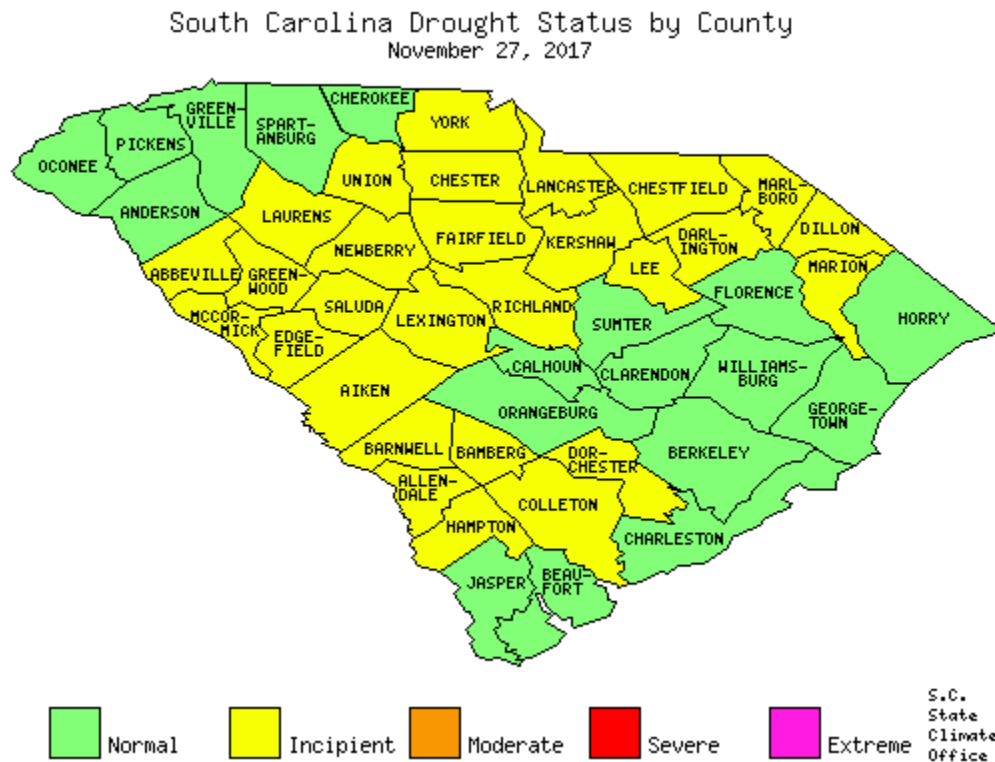 South Carolina Drought Status by County
November 27, 2017
CHEROKEE
GREEN-
VILLE
YORK
SPART-
ANBURG
PICKENS
OCONEE
UNION
CHESTER
LANCASTER
CHESTFIELD
MARL-
BORO
ANDERSON
LAURENS
DILLON
NEWBERRY
FAIRFIELD
KERSHAW
DARL-
INGTON
ABBEVILLE
GREEN-
WOOD
LEE
MARION
FLORENCE
SALUDA
RICHLAND
MCCOR-
MICK
LEXINGTON
SUMTER
HORRY
EDGE-
FIELD
CALHOUN
CLARENDON
WILLIAMS-
BURG
AIKEN
ORANGEBURG
GEORGE-
TOWN
BARNWELL
BAMBERG
DOR-
CHESTER
BERKELEY
ALLEN-
DALE
COLLETON
HAMPTON
CHARLESTON
JASPER
BEAU-
FORT
Normal
Incipient
Moderate
Severe
Extreme
S.C.
State
Climate
Office